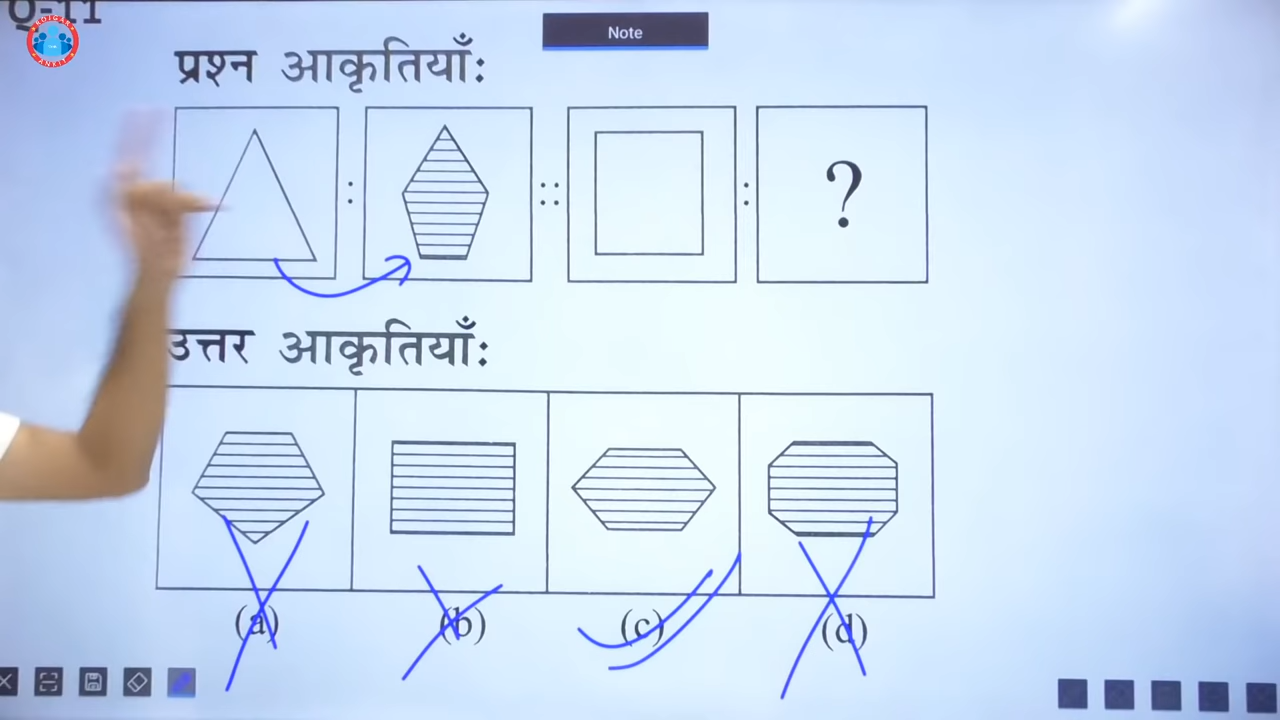 Q-11
Note
प्रश्न आकृतियाँ:
: :: : ?
उत्तर आकृतियाँ:
(a) (b) (c) (d)